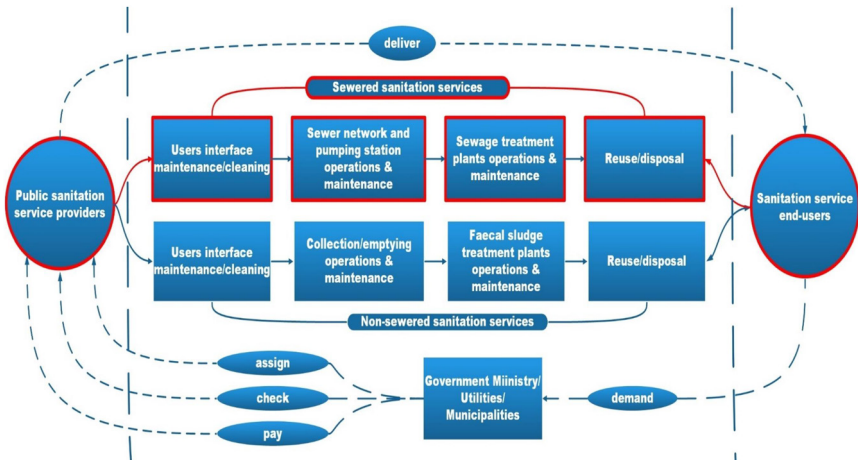 deliver
Sewered sanitation services
Users interface
maintenance/cleaning
Sewer network and
pumping station
operations &
maintenance
Sewage treatment
plants operations &
maintenance
Reuse/disposal
Public sanitation
service providers
Sanitation service
end-users
Users interface
maintenance/cleaning
Collection/emptying
operations &
maintenance
Faecal sludge
treatment plants
operations &
maintenance
Reuse/disposal
Non-sewered sanitation services
assign
check
pay
Government Miinistry/
Utilities/
Municipalities
demand